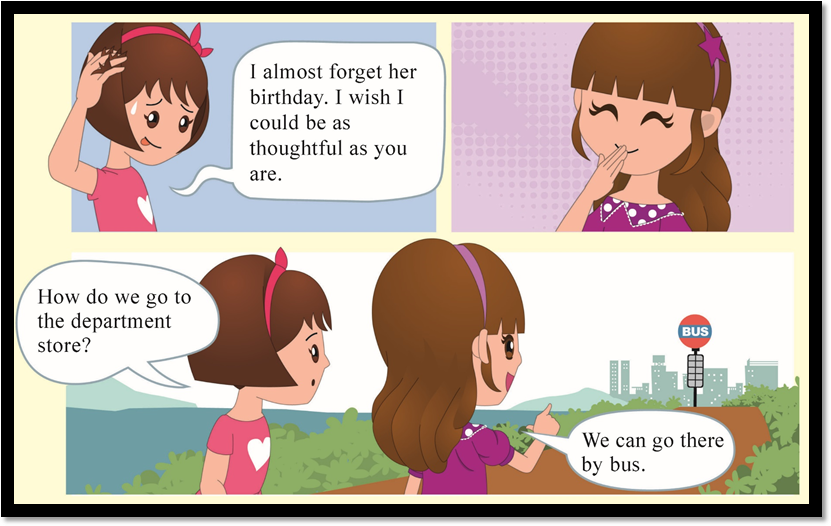 I almost forget her
birthday. I wish I
could be as
thoughtful as you
are.
How do we go to
the department
store?
BUS
We can go there
by bus.